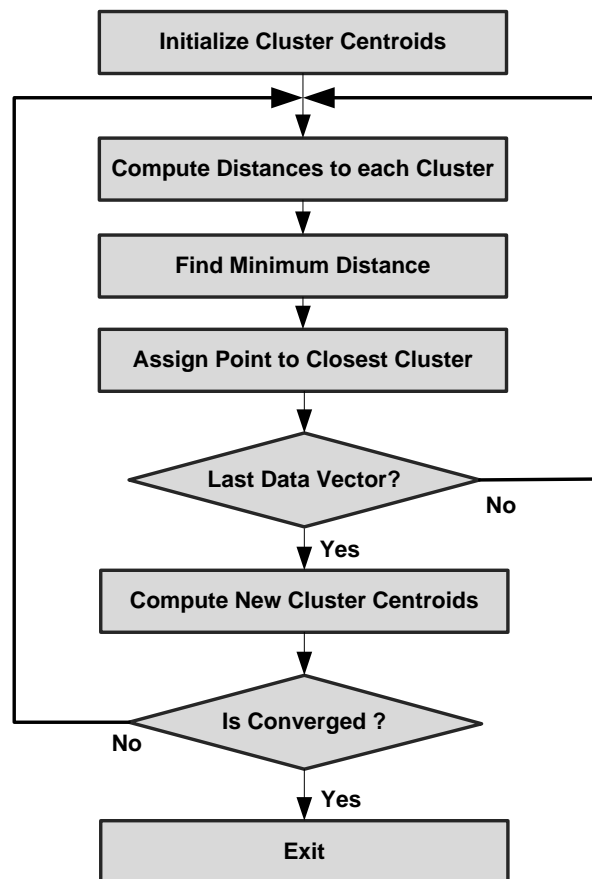 Initialize Cluster Centroids
Compute Distances to each Cluster
Find Minimum Distance
Assign Point to Closest Cluster
Last Data Vector?
No
Yes
Compute New Cluster Centroids
Is Converged ?
No
Yes
Exit